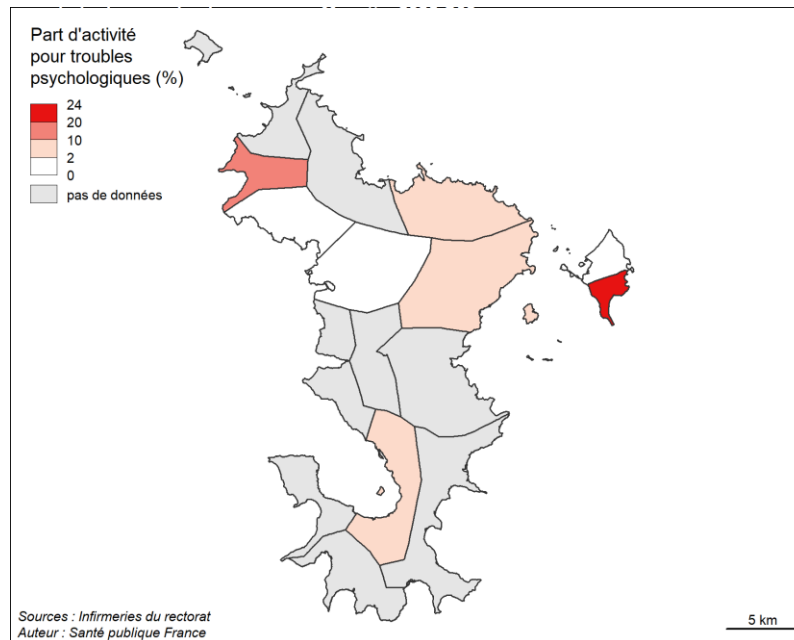 Part d'activité
pour troubles
psychologiques (%)
24
20
10
2
0
pas de données
Sources : Infirmeries du rectorat
Auteur : Santé publique France
5 km